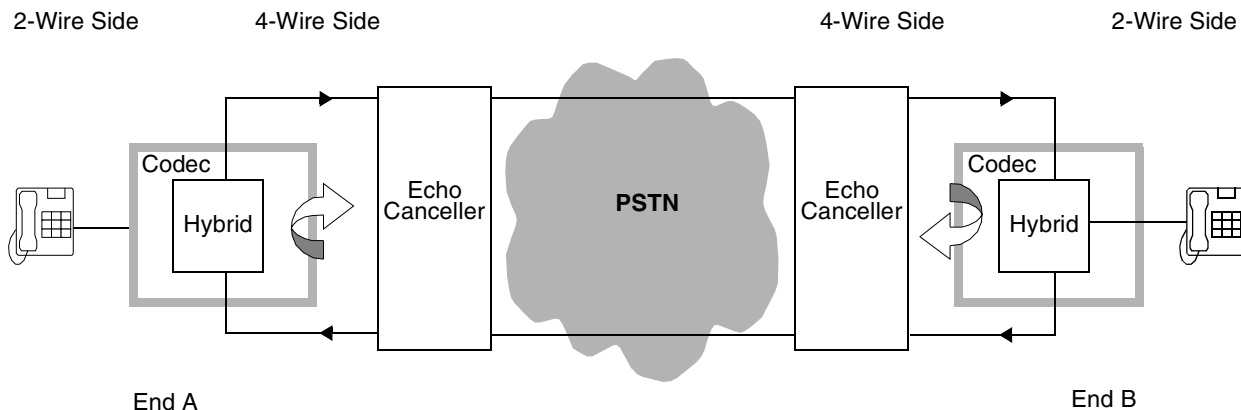 2-Wire Side 4-Wire Side 4-Wire Side 2-Wire Side
Codec Codec
Hybrid
Echo
Canceller
PSTN
Echo
Canceller
Hybrid
End A End B